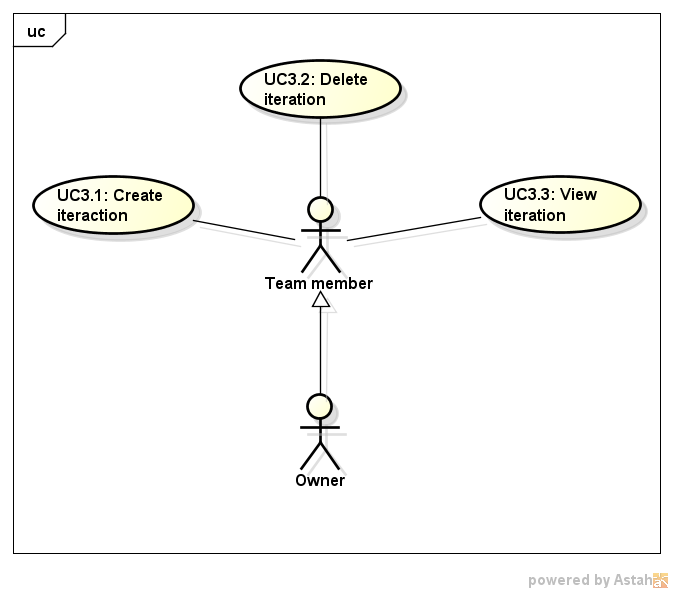 uc
UC3.2: Delete
iteration
UC3.1: Create
iteraction
UC3.3: View
iteration
Team member
Owner
powered by Astah